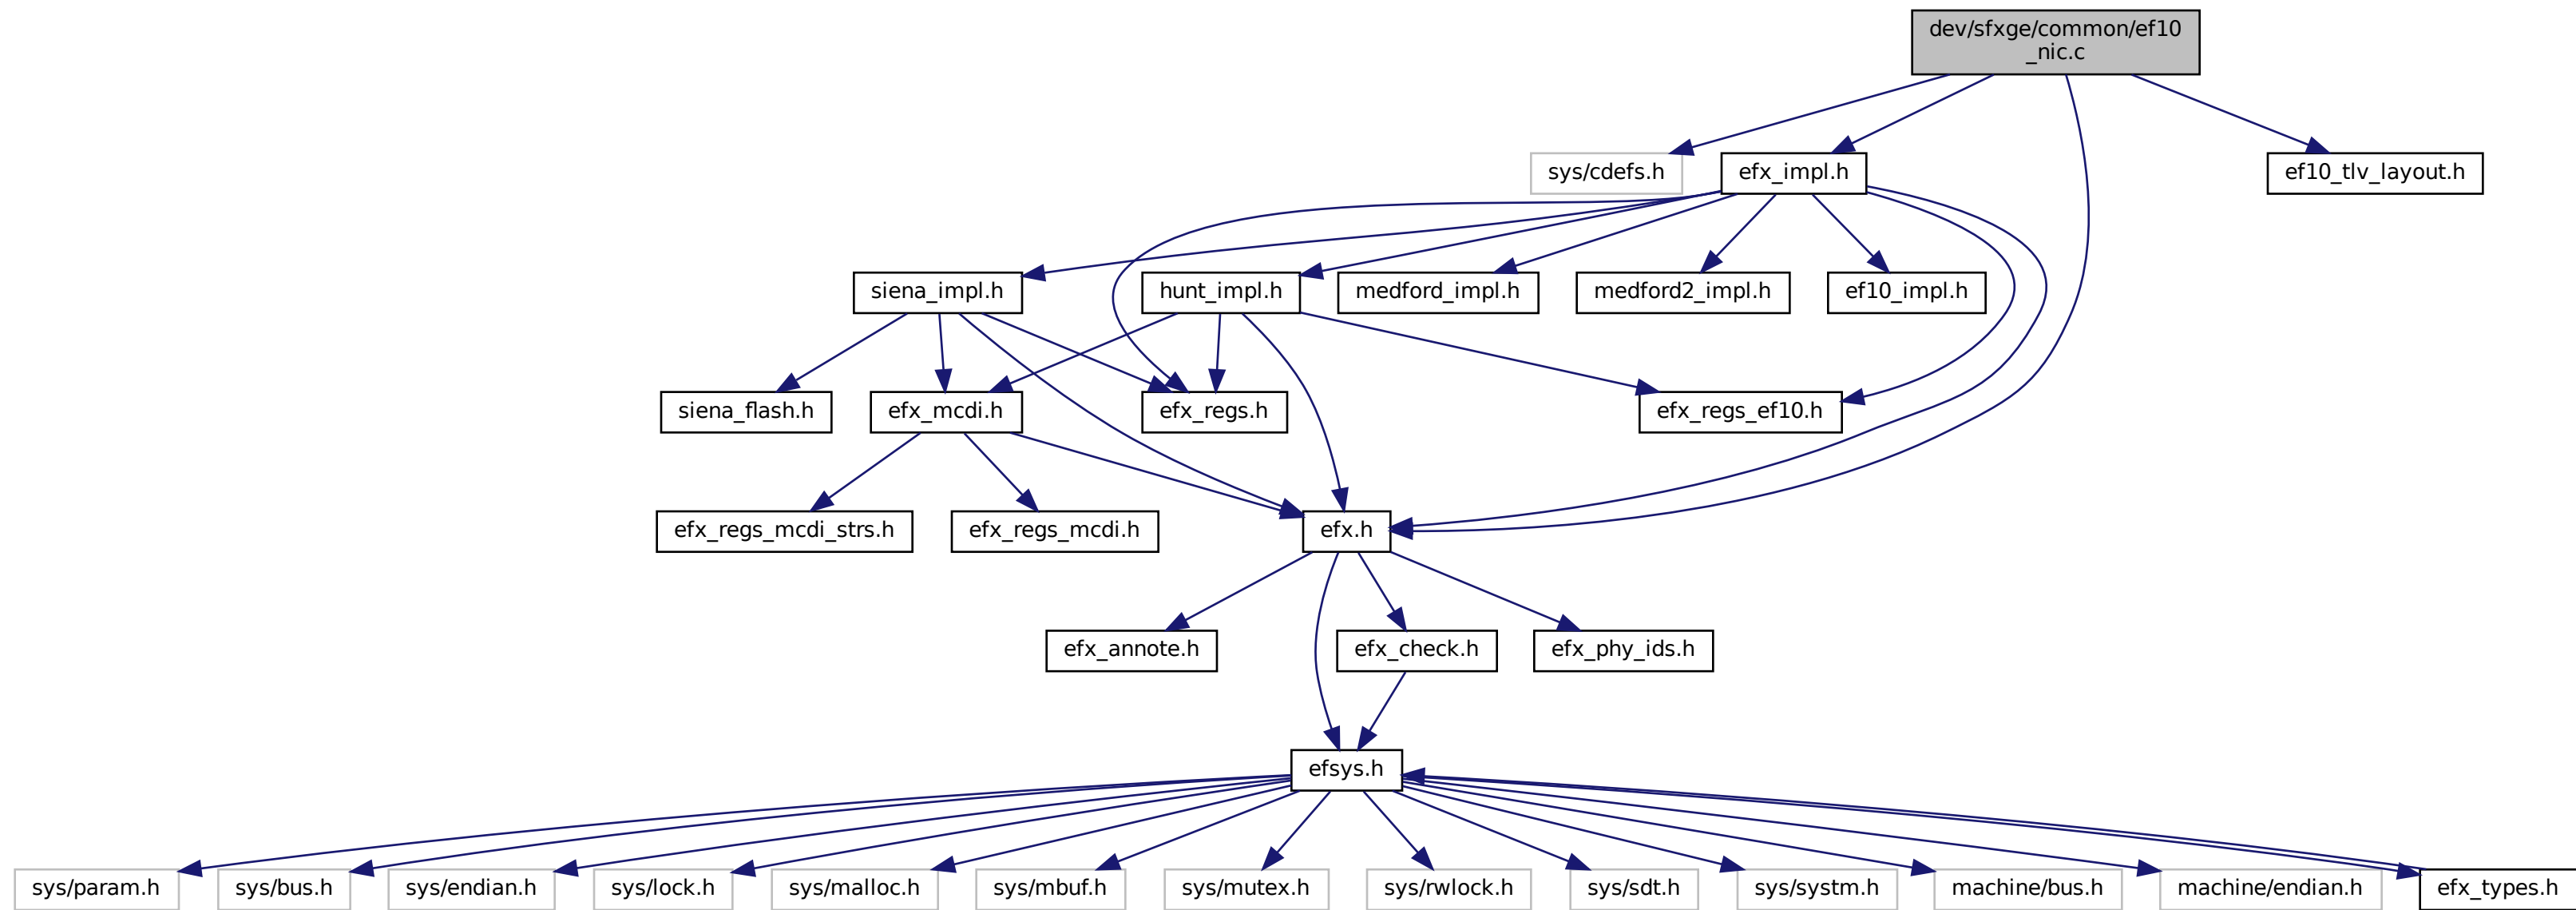 dev/sfxge/common/ef10
_nic.c
sys/cdefs.h
efx_impl.h
ef10_tlv_layout.h
siena_impl.h
hunt_impl.h
medford_impl.h
medford2_impl.h
ef10_impl.h
siena_flash.h
efx_mcdi.h
efx_regs.h
efx_regs_ef10.h
efx_regs_mcdi_strs.h
efx_regs_mcdi.h
efx.h
efx_annote.h
efx_check.h
efx_phy_ids.h
efsys.h
sys/param.h
sys/bus.h
sys/endian.h
sys/lock.h
sys/malloc.h
sys/mbuf.h
sys/mutex.h
sys/rwlock.h
sys/sdt.h
sys/systm.h
machine/bus.h
machine/endian.h
efx_types.h